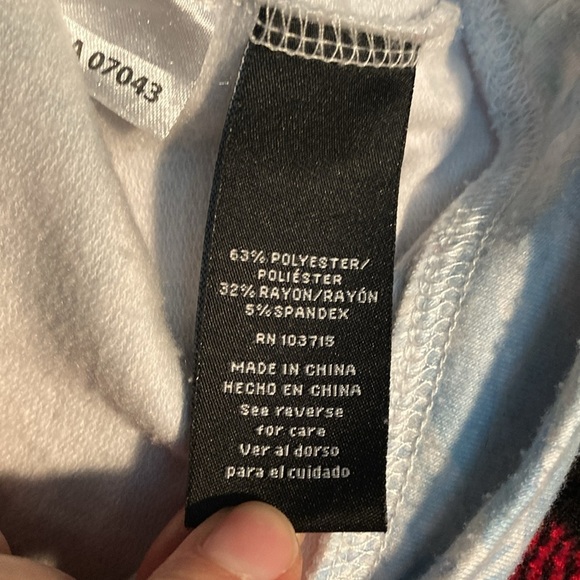 A 07043
63% POLYESTER/
POLIÉSTER
32% RAYON/RAYÓN
5% SPANDEX
RN 103715
MADE IN CHINA
HECHO EN CHINA
See reverse
for care
Ver al dorso
para el cuidado